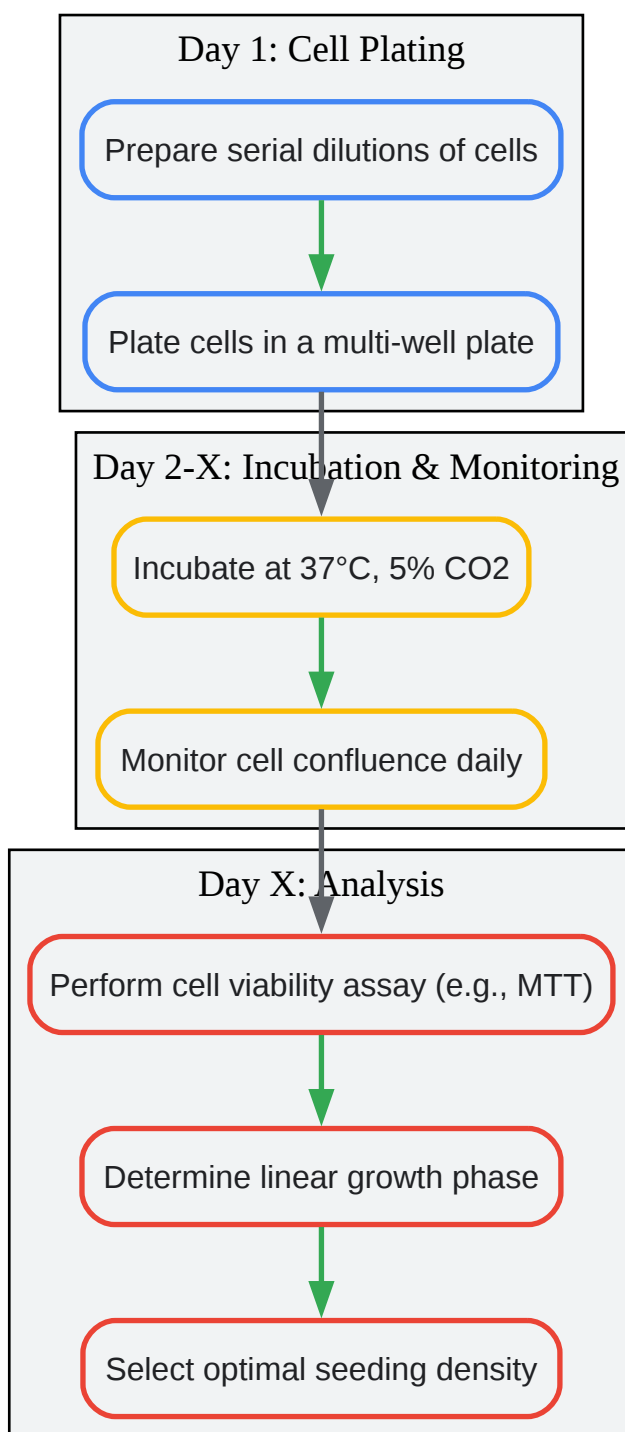 Day 1: Cell Plating
Prepare serial dilutions of cells
Plate cells in a multi-well plate
Day 2-X: Incubation & Monitoring
Incubate at 37°C, 5% CO2
Monitor cell confluence daily
Day X: Analysis
Perform cell viability assay (e.g., MTT)
Determine linear growth phase
Select optimal seeding density